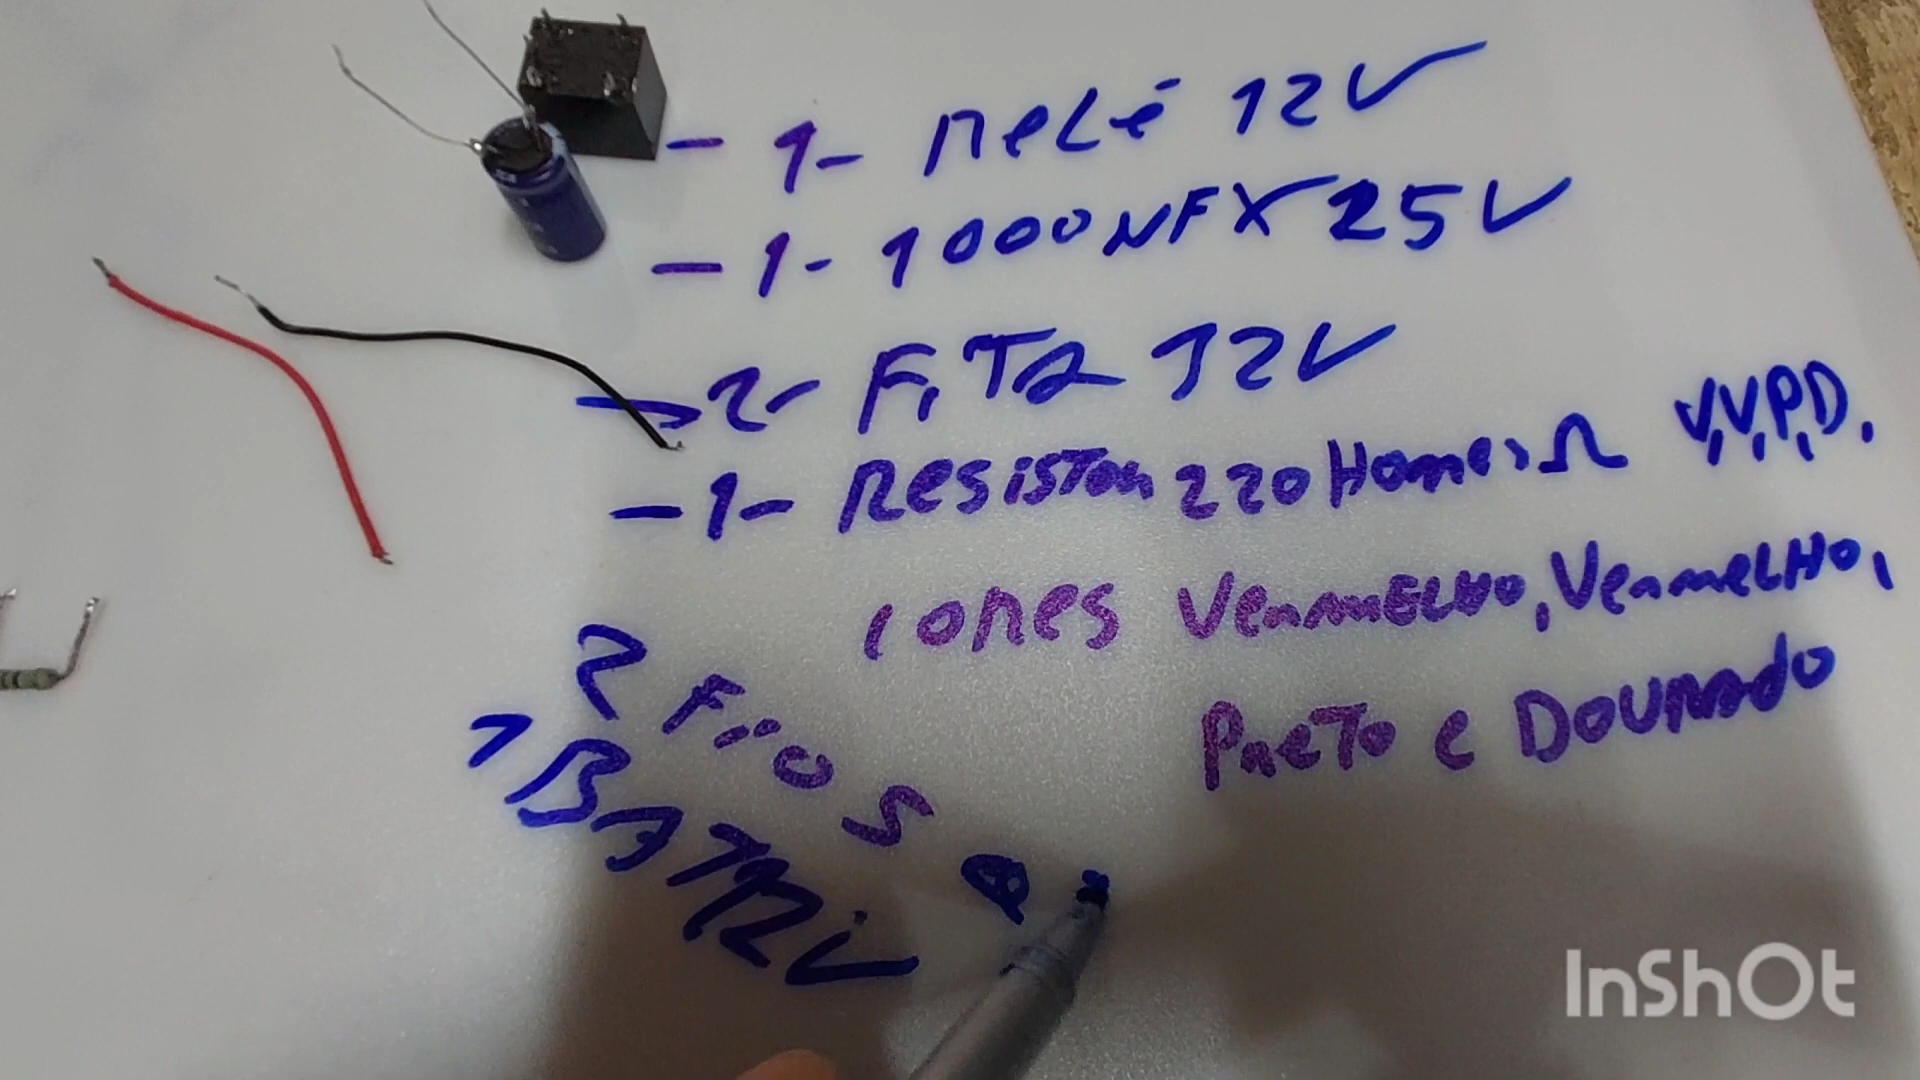 - 1- Relé 12V
- 1- 1000NF X 25V
- 2- FiTa 12V
- 1- Resistor 220 Homes Ω V,V,P,D.
cores Vermelho, Vermelho,
Preto e Dourado
2 Fios e
1 BAT 12V
InShOt